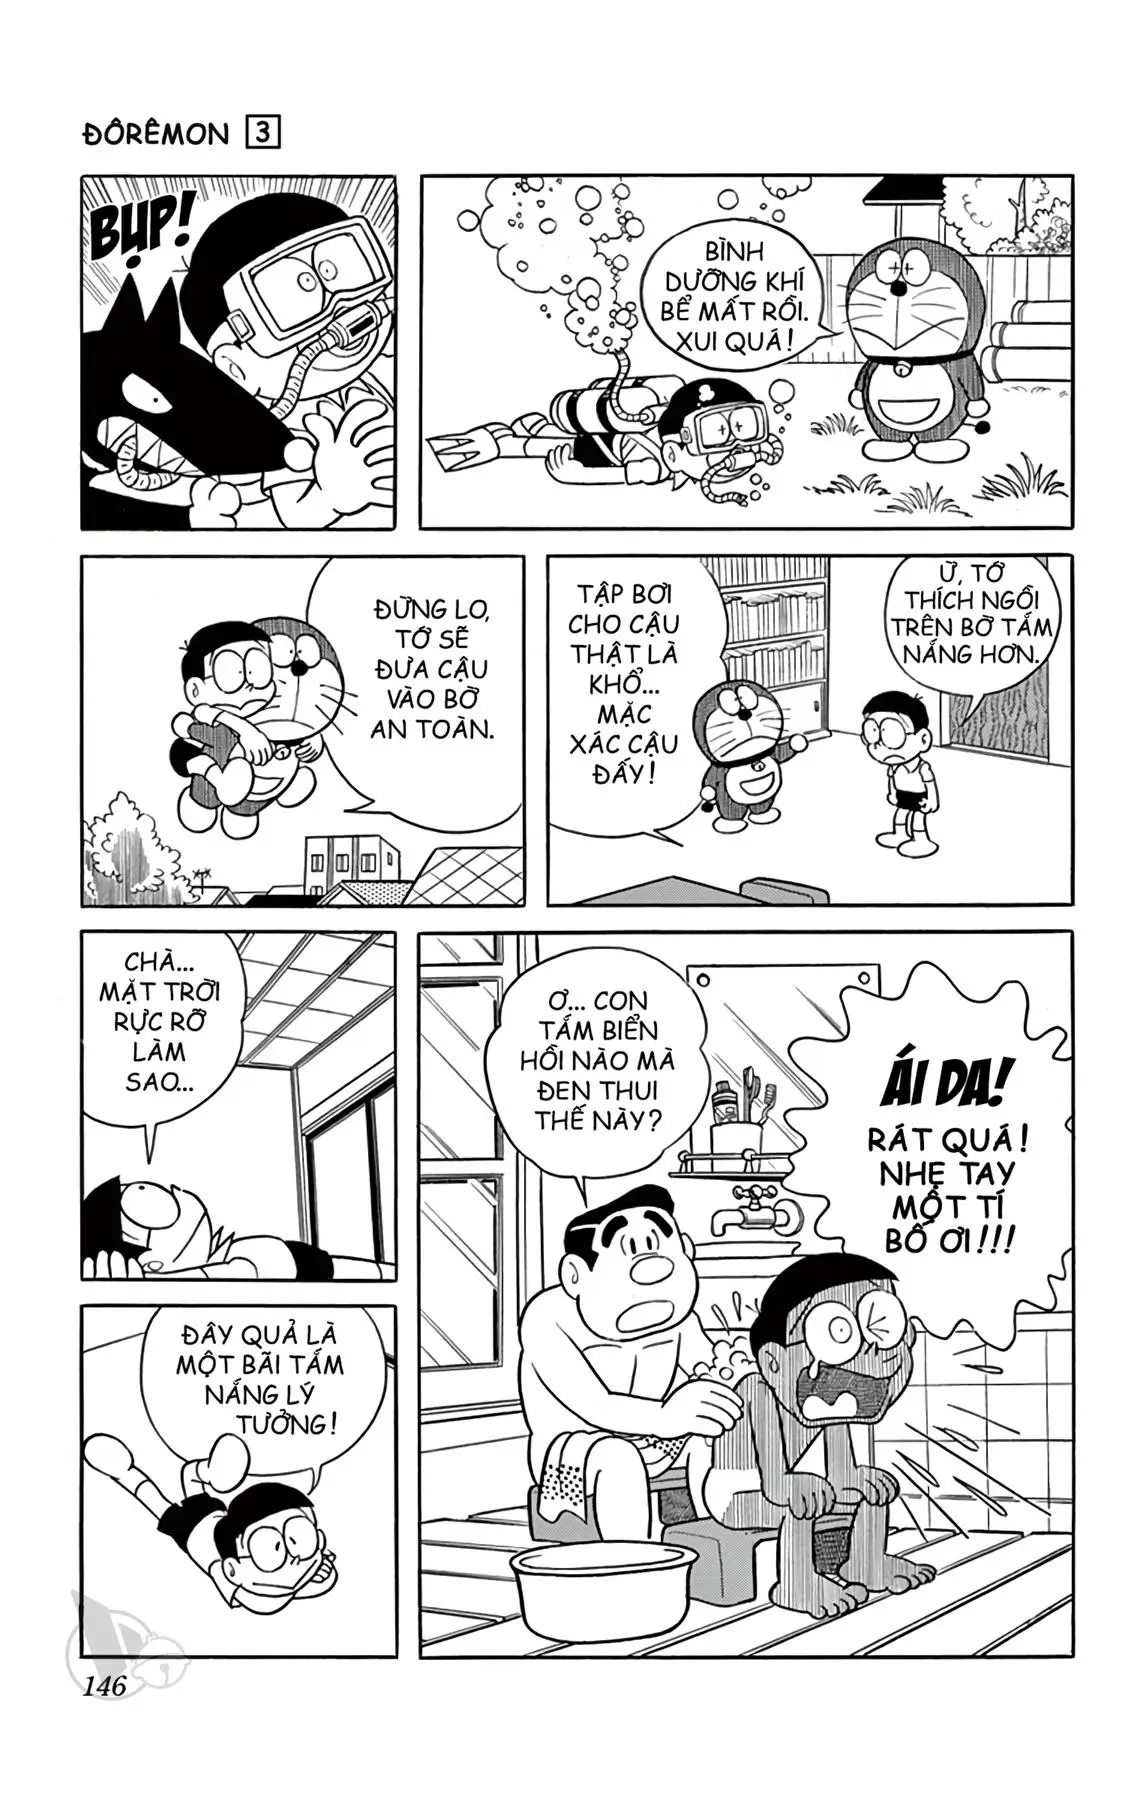 ĐÔRÊMON 3
BỤP!
BÌNH
DƯỠNG KHÍ
BỂ MẤT RỒI.
XUI QUÁ!
ĐỪNG LO,
TỚ SẼ
ĐƯA CẬU
VÀO BỜ
AN TOÀN.
TẬP BƠI
CHO CẬU
THẬT LÀ
KHỔ...
MẶC
XÁC CẬU
ĐẤY!
Ừ, TỚ
THÍCH NGỒI
TRÊN BỜ TẮM
NẮNG HƠN.
CHÀ...
MẶT TRỜI
RỰC RỠ
LÀM
SAO...
ĐÂY QUẢ LÀ
MỘT BÃI TẮM
NẮNG LÝ
TƯỞNG!
Ơ... CON
TẮM BIỂN
HỒI NÀO MÀ
ĐEN THUI
THẾ NÀY?
ÁI DA!
RÁT QUÁ!
NHẸ TAY
MỘT TÍ
BỐ ƠI!!!
146